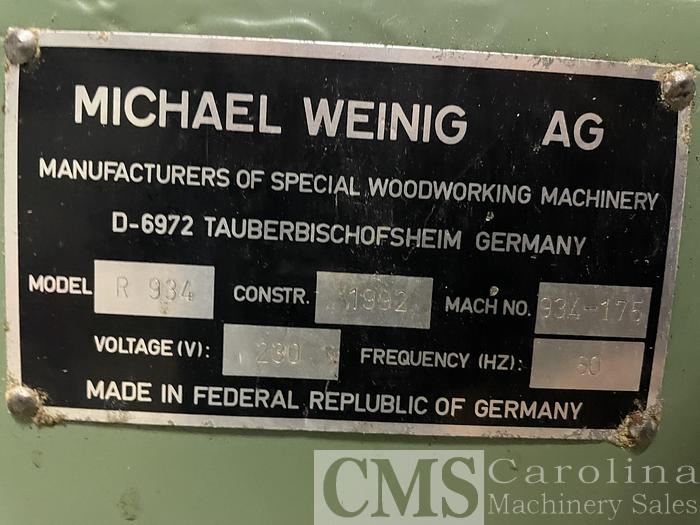 MICHAEL WEINIG AG
MANUFACTURERS OF SPECIAL WOODWORKING MACHINERY
D-6972 TAUBERBISCHOFSHEIM GERMANY
MODEL R 934 CONSTR. 1992 MACH NO. 934-175
VOLTAGE (V): 230 FREQUENCY (HZ): 60
MADE IN FEDERAL REPLUBLIC OF GERMANY
CMS Carolina
Machinery Sales